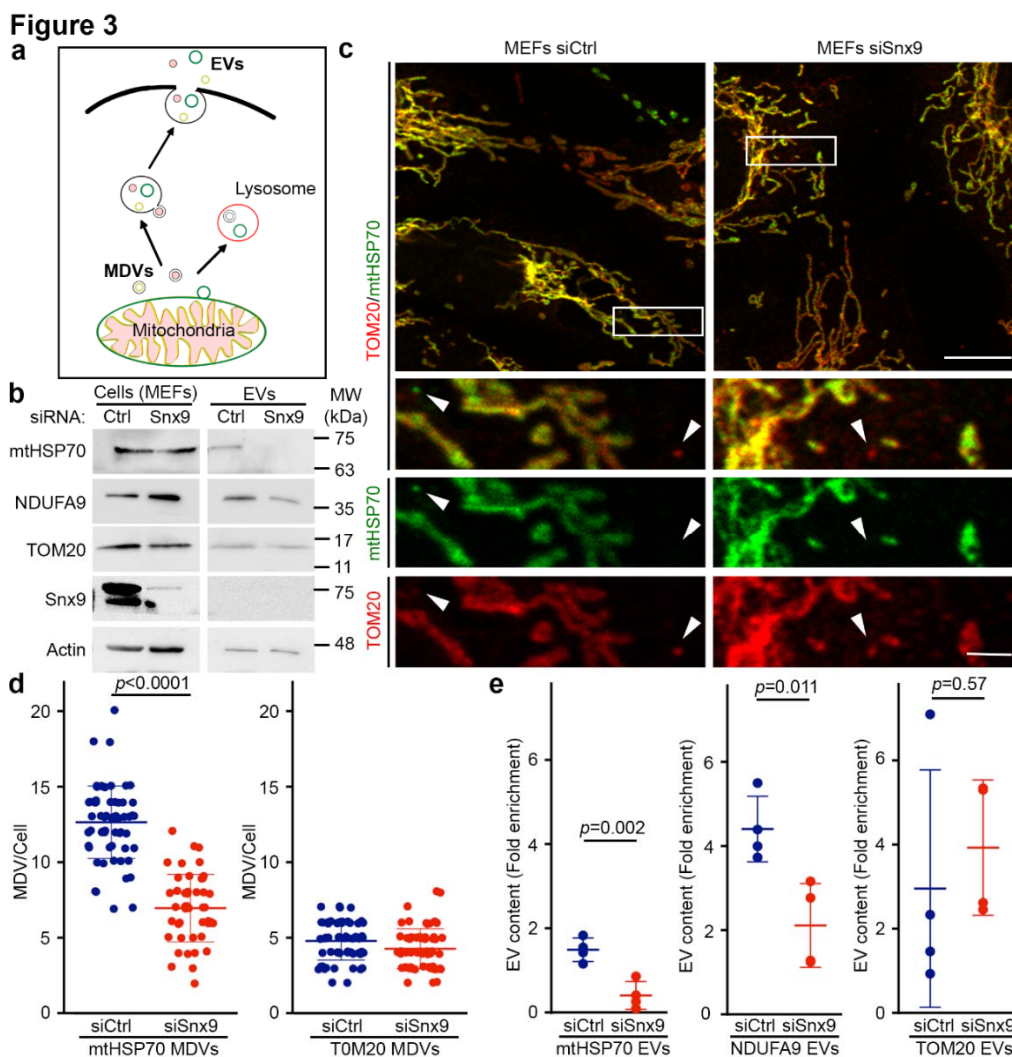 Figure 3
a
EVs
Lysosome
MDVs
Mitochondria
b
Cells (MEFs) EVs MW
siRNA: Ctrl Snx9 Ctrl Snx9 (kDa)
mtHSP70
75
63
NDUFA9
35
TOM20
17
11
Snx9
75
Actin
48
c
MEFs siCtrl MEFs siSnx9
TOM20/mtHSP70
mtHSP70
TOM20
d
p<0.0001
MDV/Cell
20
15
10
5
0
siCtrl siSnx9
mtHSP70 MDVs
MDV/Cell
20
15
10
5
0
siCtrl siSnx9
T0M20 MDVs
e
EV content (Fold enrichment)
6
4
2
0
p=0.002
siCtrl siSnx9
mtHSP70 EVs
EV content (Fold enrichment)
p=0.011
6
4
2
0
siCtrl siSnx9
NDUFA9 EVs
EV content (Fold enrichment)
p=0.57
6
4
2
0
siCtrl siSnx9
TOM20 EVs